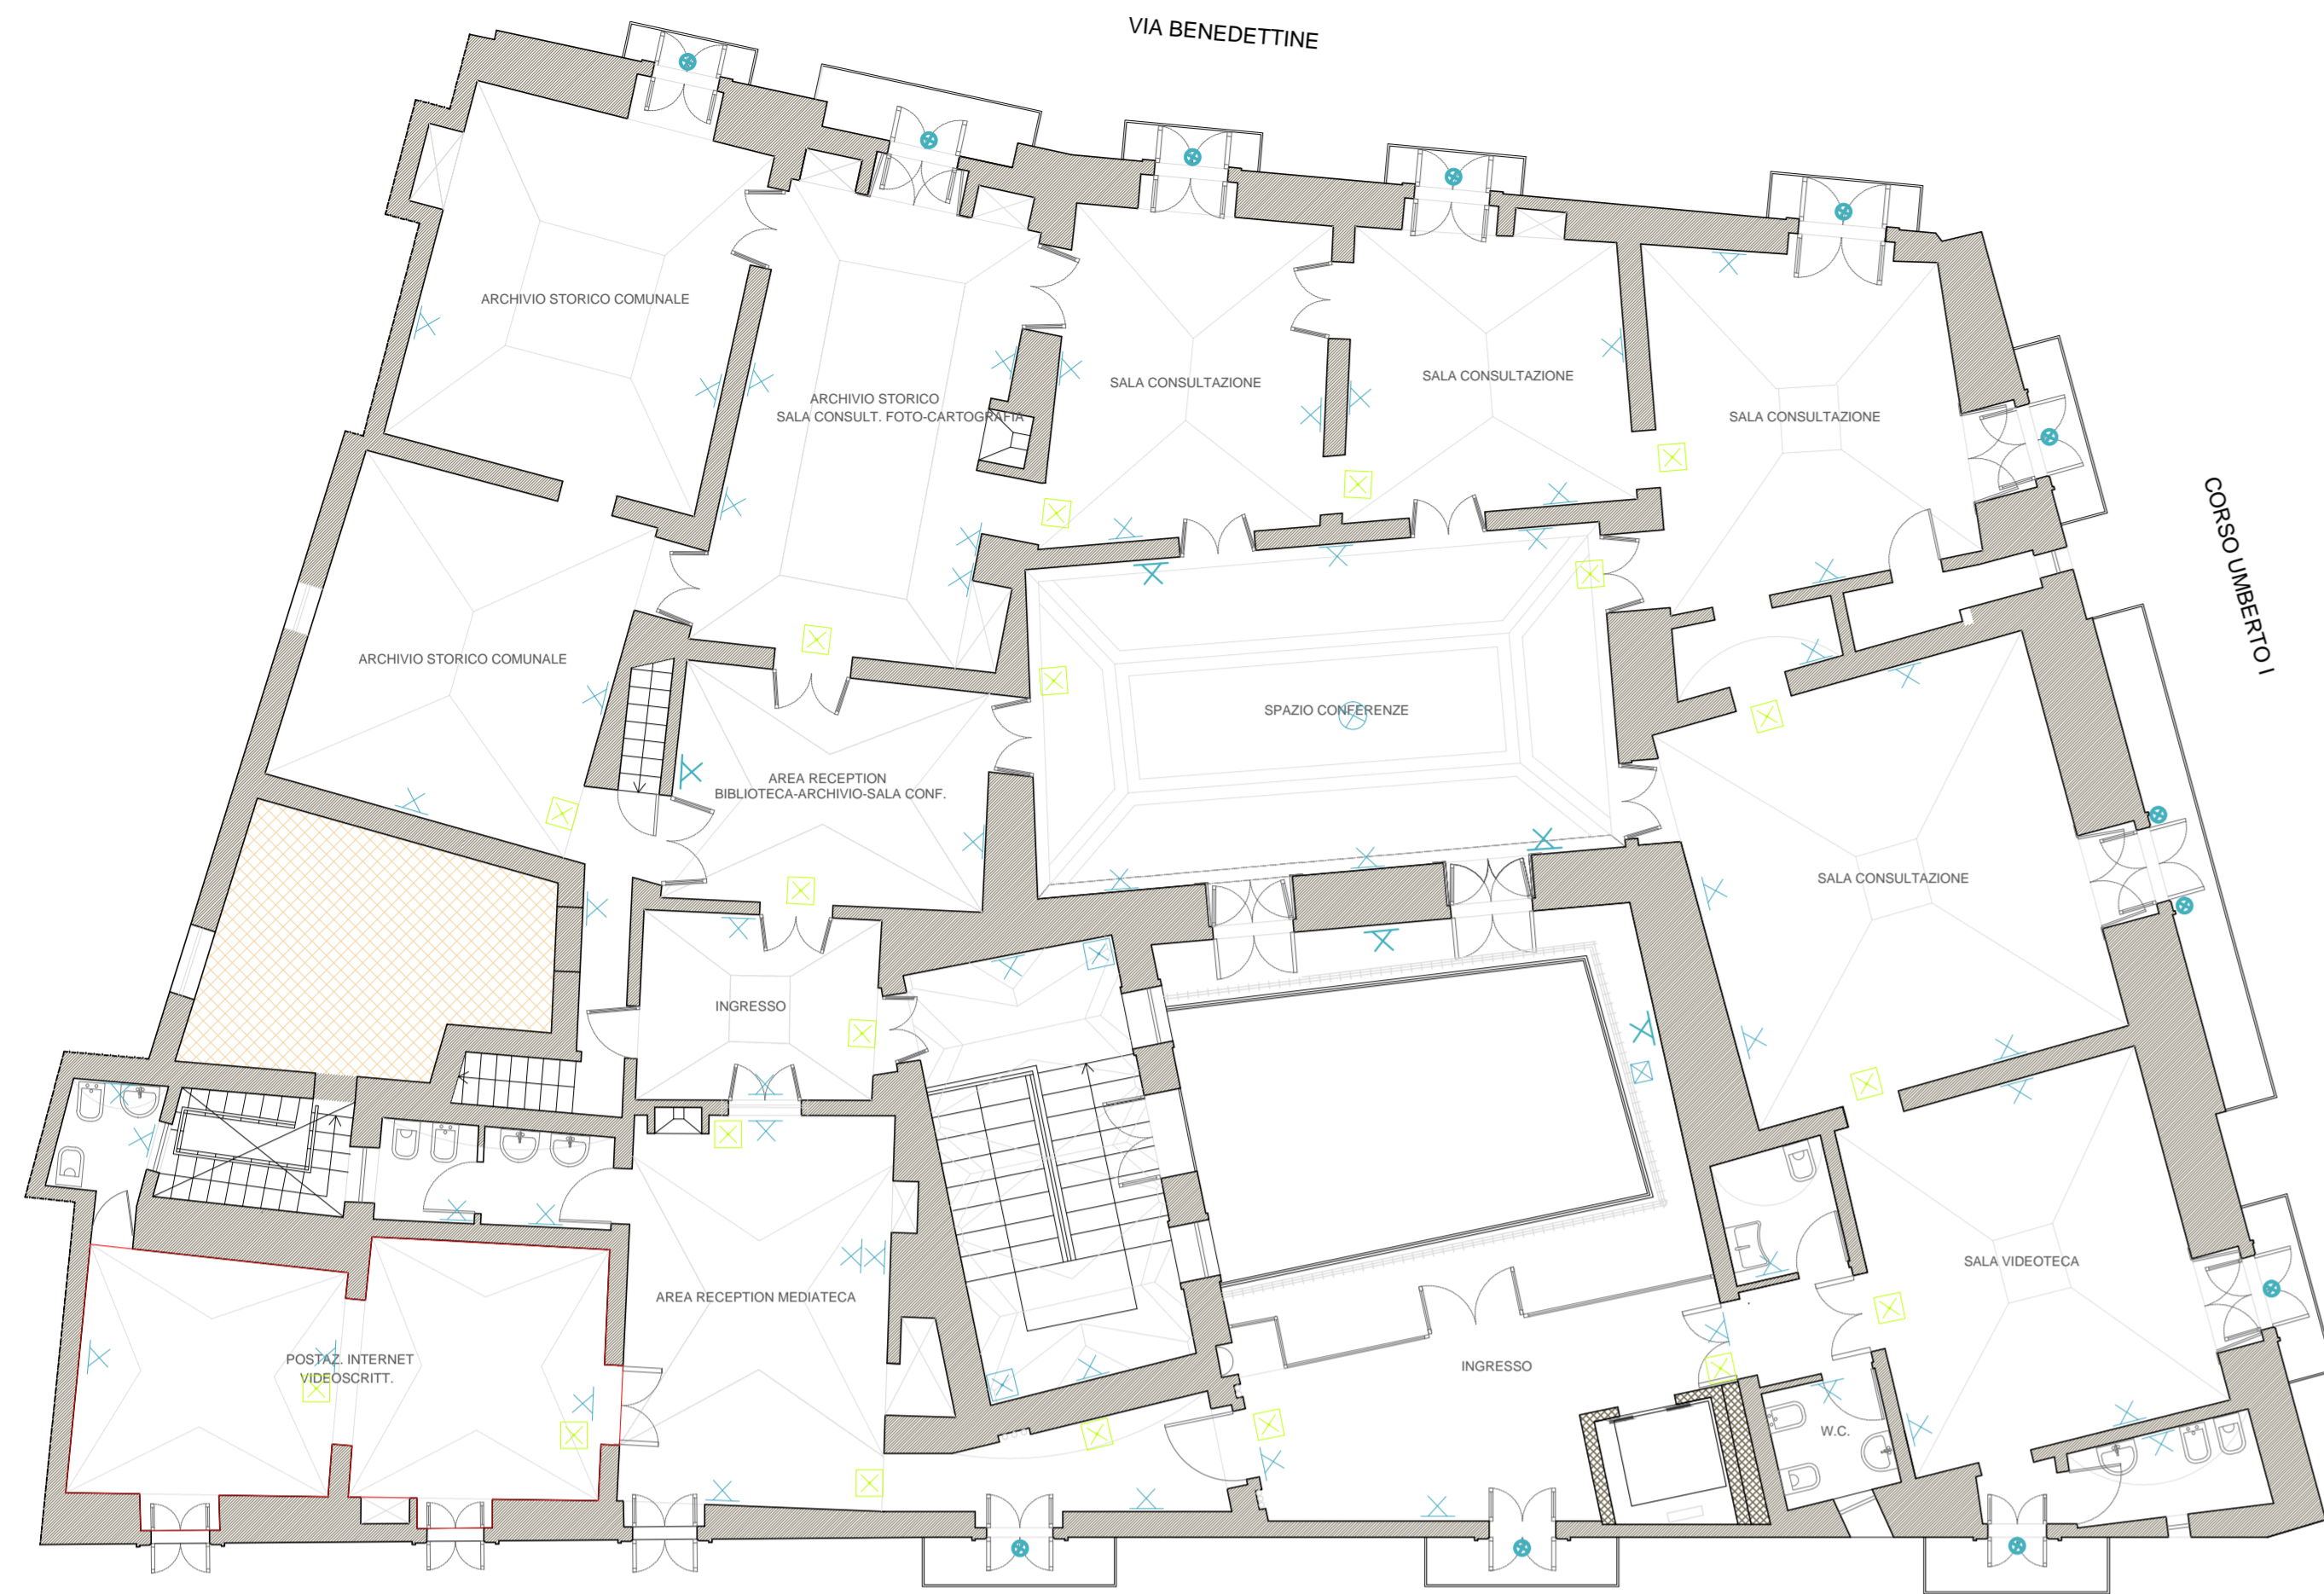 VIA BENEDETTINE
ARCHIVIO STORICO COMUNALE
ARCHIVIO STORICO
SALA CONSULT. FOTO-CARTOGRAFIA
SALA CONSULTAZIONE
SALA CONSULTAZIONE
SALA CONSULTAZIONE
CORSO UMBERTO I
ARCHIVIO STORICO COMUNALE
SPAZIO CONFERENZE
AREA RECEPTION
BIBLIOTECA-ARCHIVIO-SALA CONF.
SALA CONSULTAZIONE
INGRESSO
SALA VIDEOTECA
AREA RECEPTION MEDIATECA
POSTAZ. INTERNET
VIDEOSCRITT.
INGRESSO
W.C.